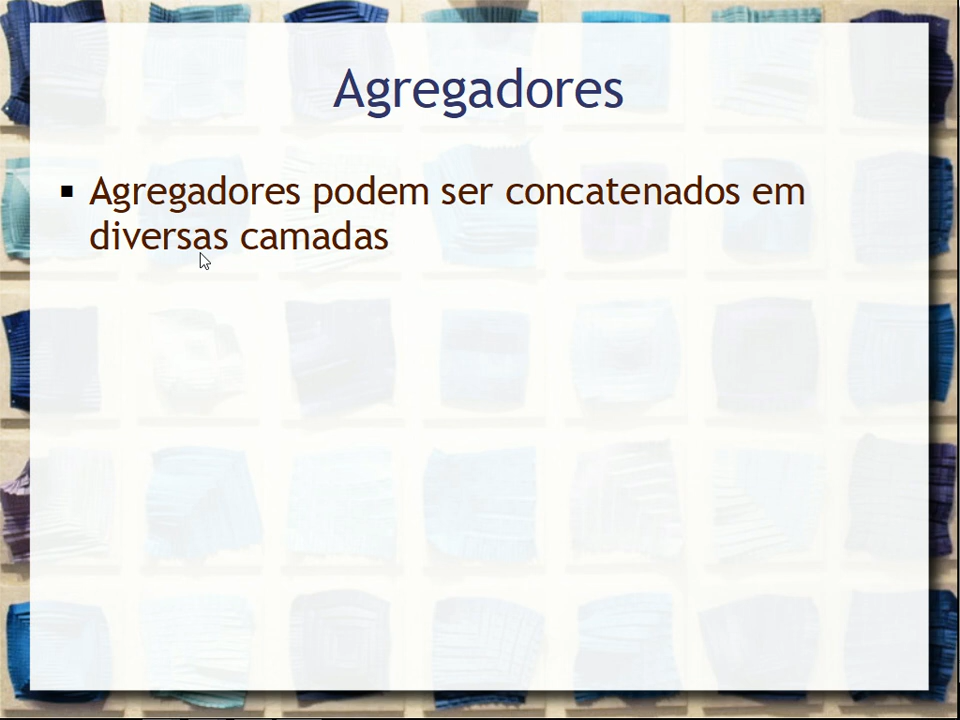 Agregadores
Agregadores podem ser concatenados em
diversas camadas